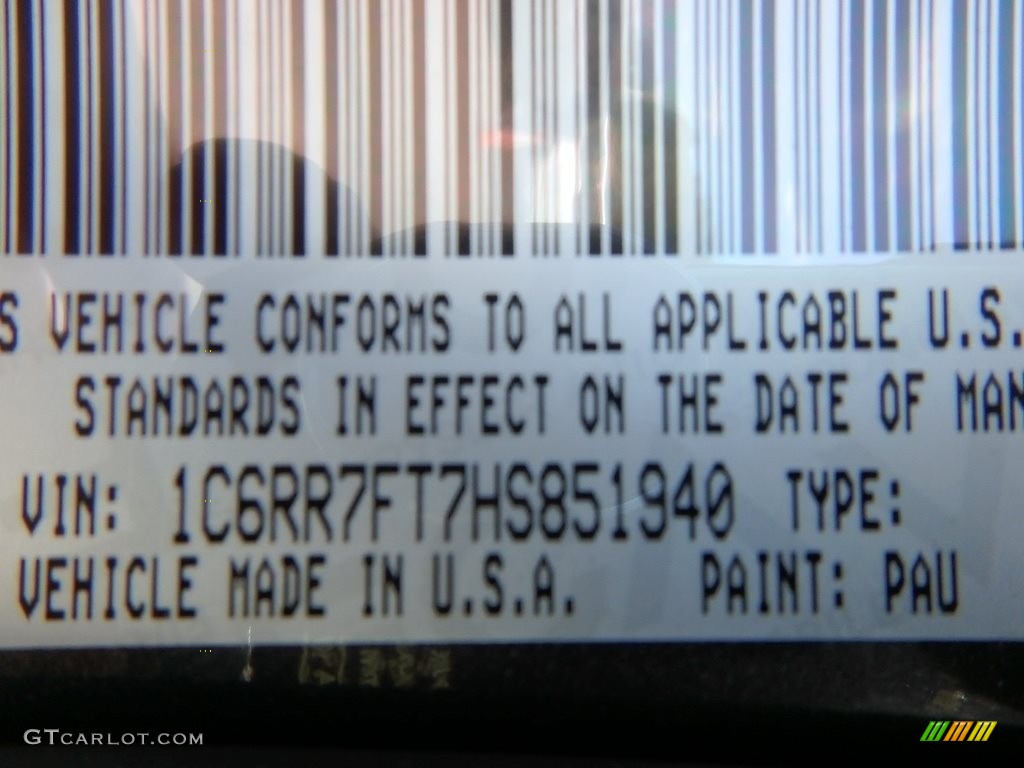 S VEHICLE CONFORMS TO ALL APPLICABLE U.S.
STANDARDS IN EFFECT ON THE DATE OF MAN
VIN: 1C6RR7FT7HS851940 TYPE:
VEHICLE MADE IN U.S.A. PAINT: PAU
GTCARLOT.COM